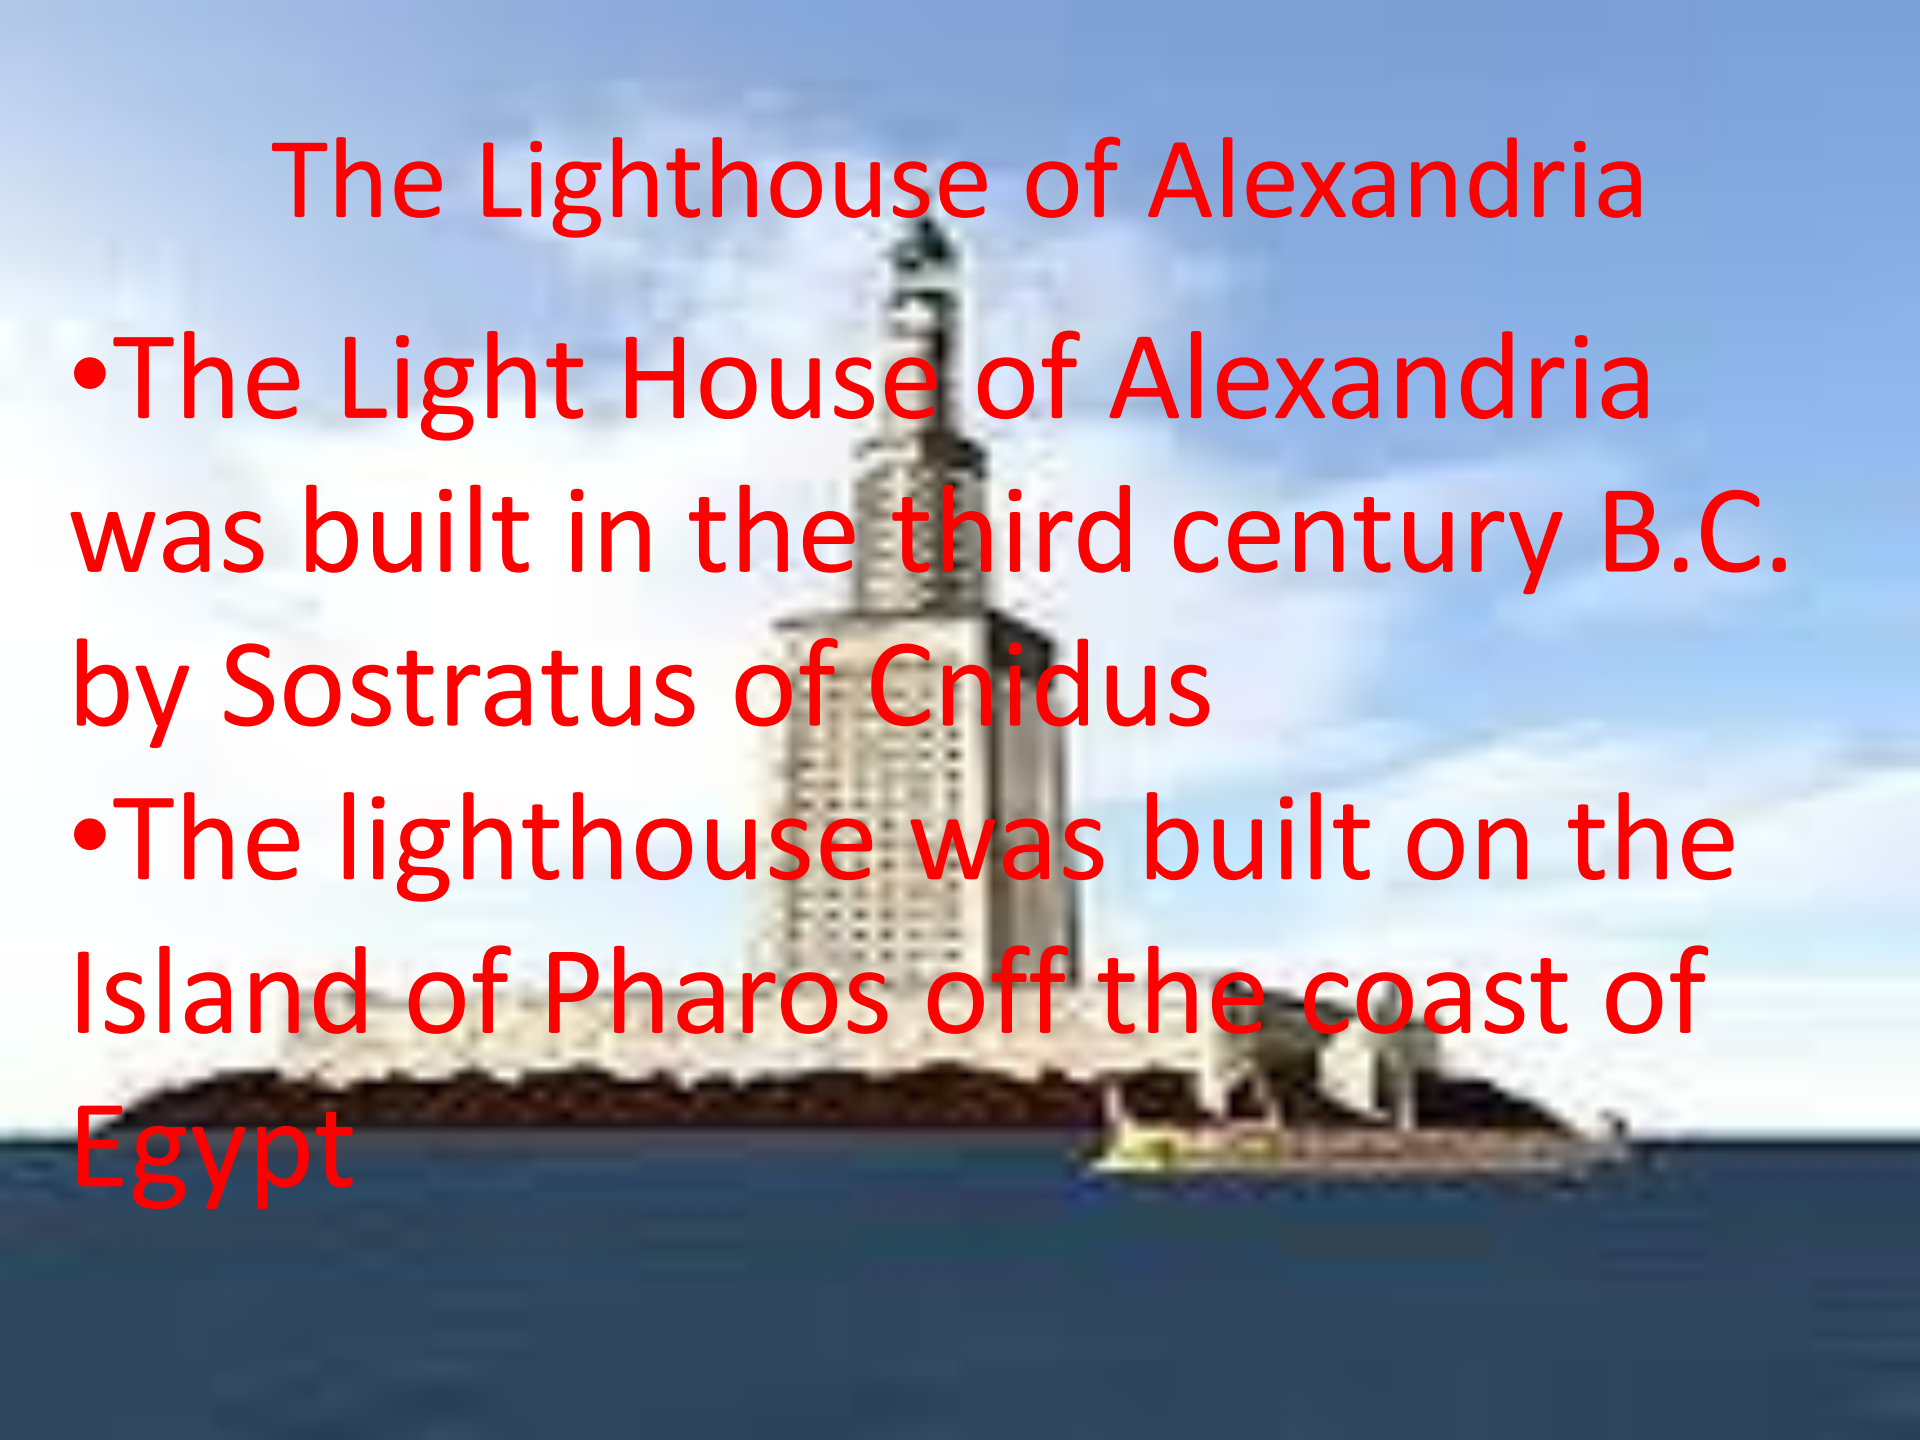 The Lighthouse of Alexandria
•The Light House of Alexandria
was built in the third century B.C.
by Sostratus of Cnidus
•The lighthouse was built on the
Island of Pharos off the coast of
Egypt